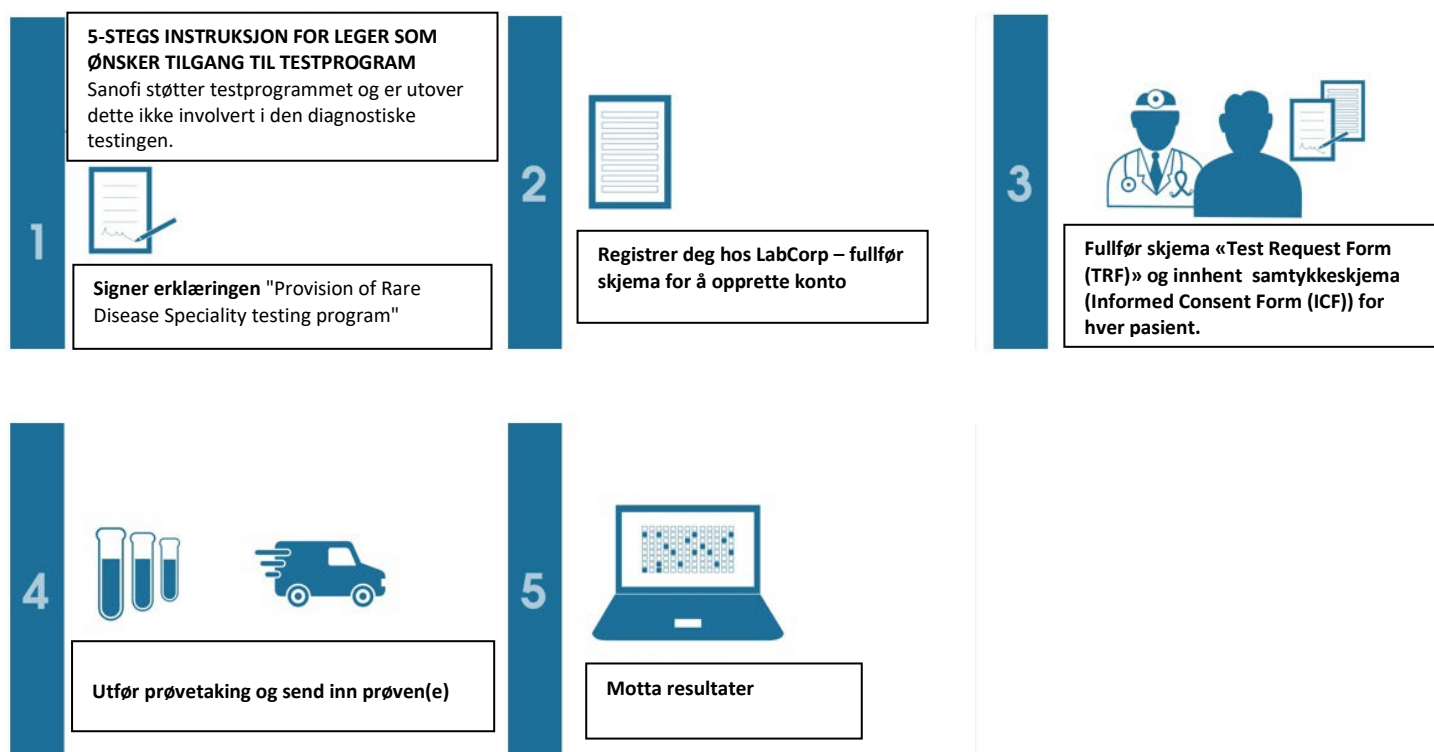 5-STEGS INSTRUKSJON FOR LEGER SOM
ØNSKER TILGANG TIL TESTPROGRAM
Sanofi støtter testprogrammet og er utover
dette ikke involvert i den diagnostiske
testingen.
1
Signer erklæringen "Provision of Rare
Disease Speciality testing program"
2
Registrer deg hos LabCorp – fullfør
skjema for å opprette konto
3
Fullfør skjema «Test Request Form
(TRF)» og innhent samtykkeskjema
(Informed Consent Form (ICF)) for
hver pasient.
4
Utfør prøvetaking og send inn prøven(e)
5
Motta resultater